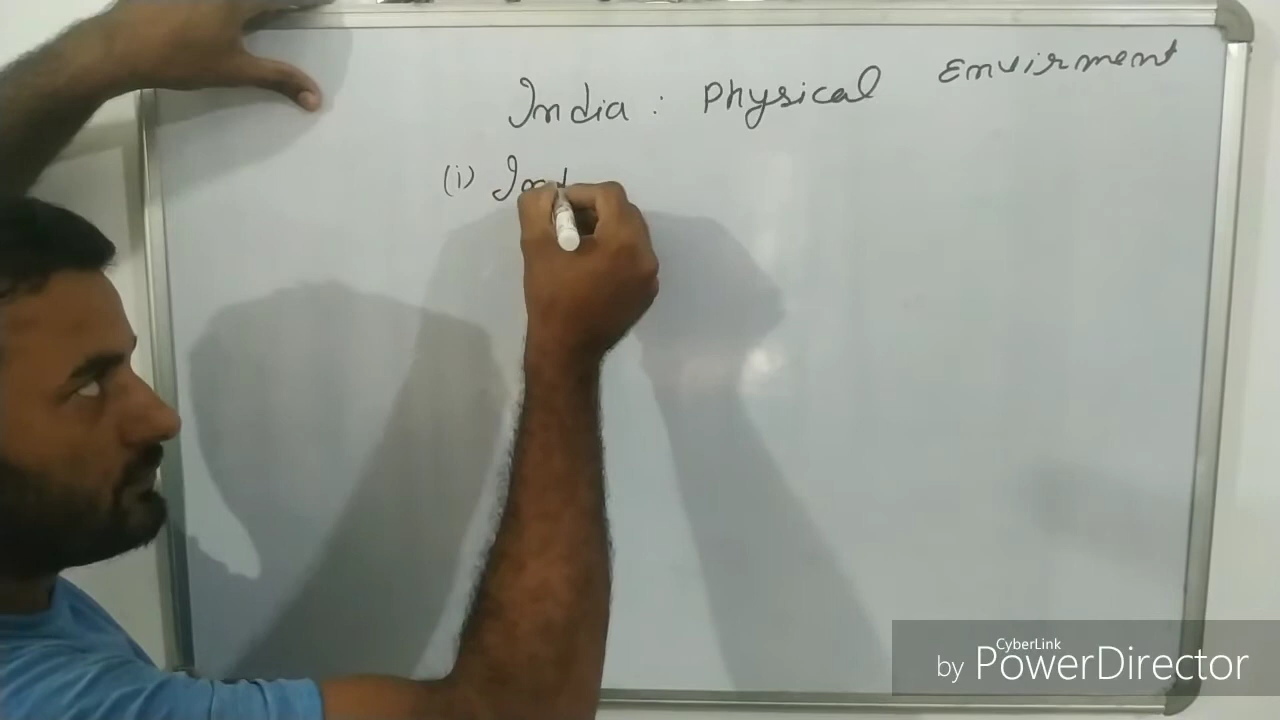 India : Physical Envirment
(i)
CyberLink
by PowerDirector